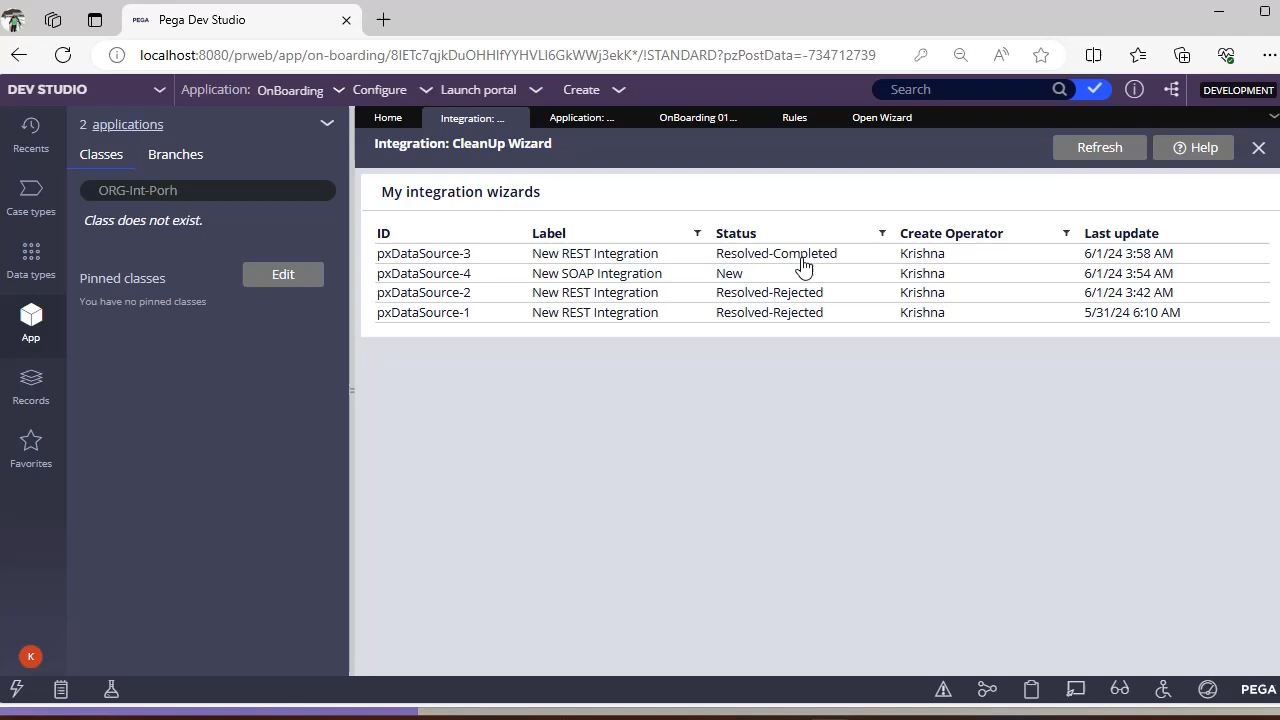 PEGA Pega Dev Studio
localhost:8080/prweb/app/on-boarding/8IETc7qjkDuOHHIfYYHVLI6GkWWj3ekK*/!STANDARD?pzPostData=-734712739
DEV STUDIO
Application: OnBoarding Configure Launch portal Create Search DEVELOPMENT
Home Integration: ... Application: ... OnBoarding 01... Rules Open Wizard
2 applications
Classes Branches
ORG-Int-Porh
Class does not exist.
Pinned classes Edit
You have no pinned classes
Recents
Case types
Data types
App
Records
Favorites
K
Integration: CleanUp Wizard Refresh Help
My integration wizards
ID Label Status Create Operator Last update
pxDataSource-3 New REST Integration Resolved-Completed Krishna 6/1/24 3:58 AM
pxDataSource-4 New SOAP Integration New Krishna 6/1/24 3:54 AM
pxDataSource-2 New REST Integration Resolved-Rejected Krishna 6/1/24 3:42 AM
pxDataSource-1 New REST Integration Resolved-Rejected Krishna 5/31/24 6:10 AM
PEGA